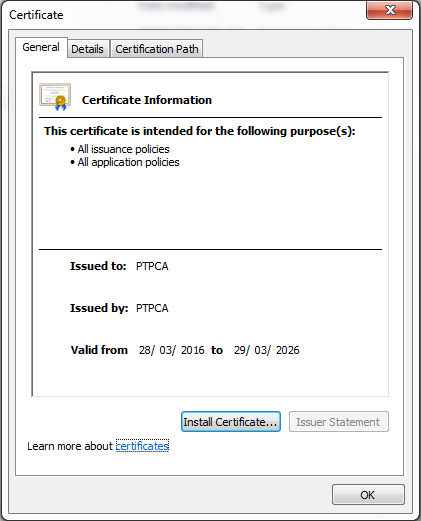 Certificate
General Details Certification Path
Certificate Information
This certificate is intended for the following purpose(s):
• All issuance policies
• All application policies
Issued to: PTPCA
Issued by: PTPCA
Valid from 28/ 03/ 2016 to 29/ 03/ 2026
Install Certificate... Issuer Statement
Learn more about certificates
OK